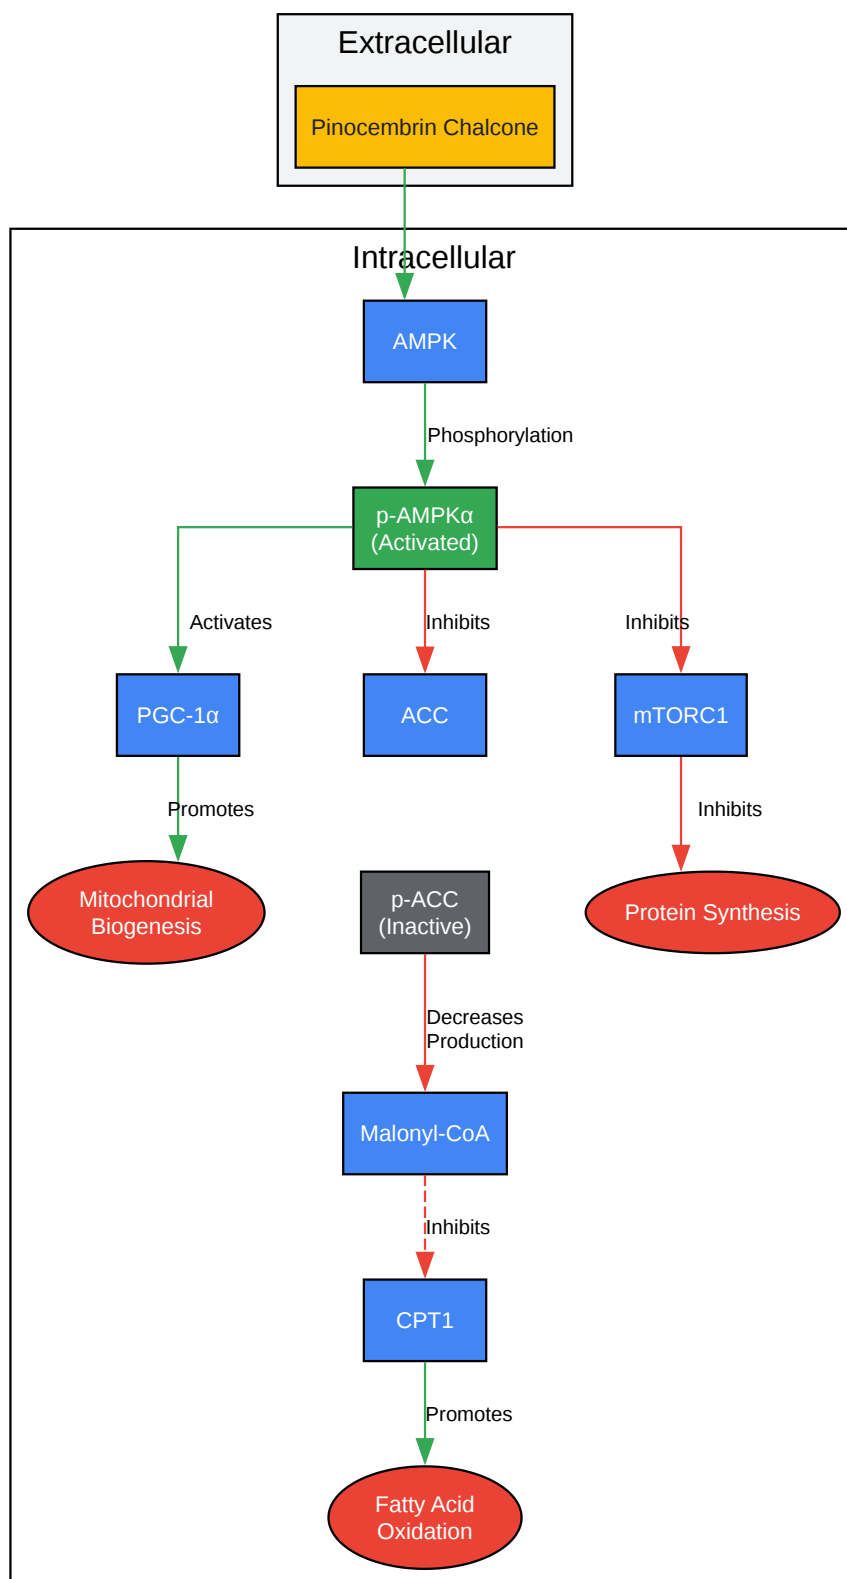 Extracellular
Pinocembrin Chalcone
Intracellular
AMPK
Phosphorylation
p-AMPKα
(Activated)
Activates
Inhibits
Inhibits
PGC-1α
ACC
mTORC1
Promotes
Inhibits
Mitochondrial
Biogenesis
p-ACC
(Inactive)
Protein Synthesis
Decreases
Production
Malonyl-CoA
Inhibits
CPT1
Promotes
Fatty Acid
Oxidation